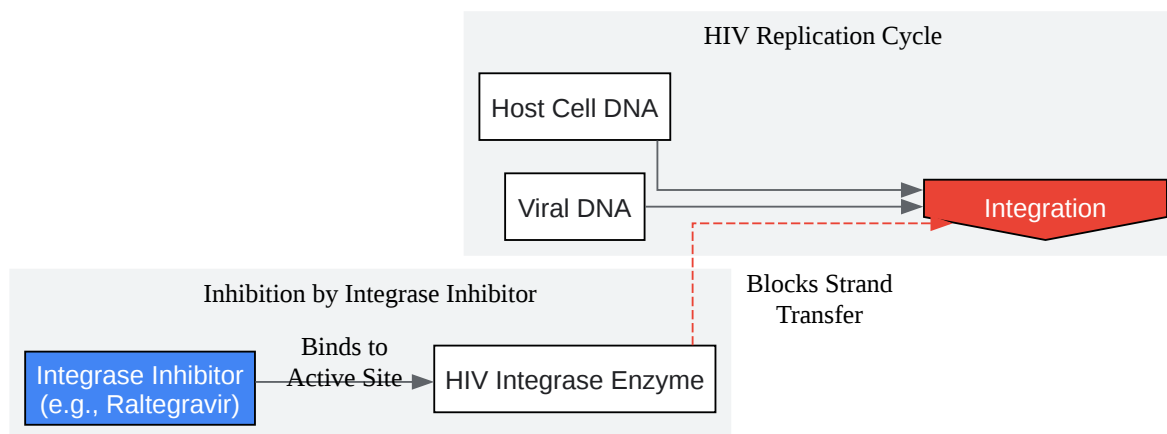 HIV Replication Cycle
Host Cell DNA
Viral DNA
Integration
Inhibition by Integrase Inhibitor
Blocks Strand
Transfer
Binds to
Active Site
Integrase Inhibitor
(e.g., Raltegravir)
HIV Integrase Enzyme